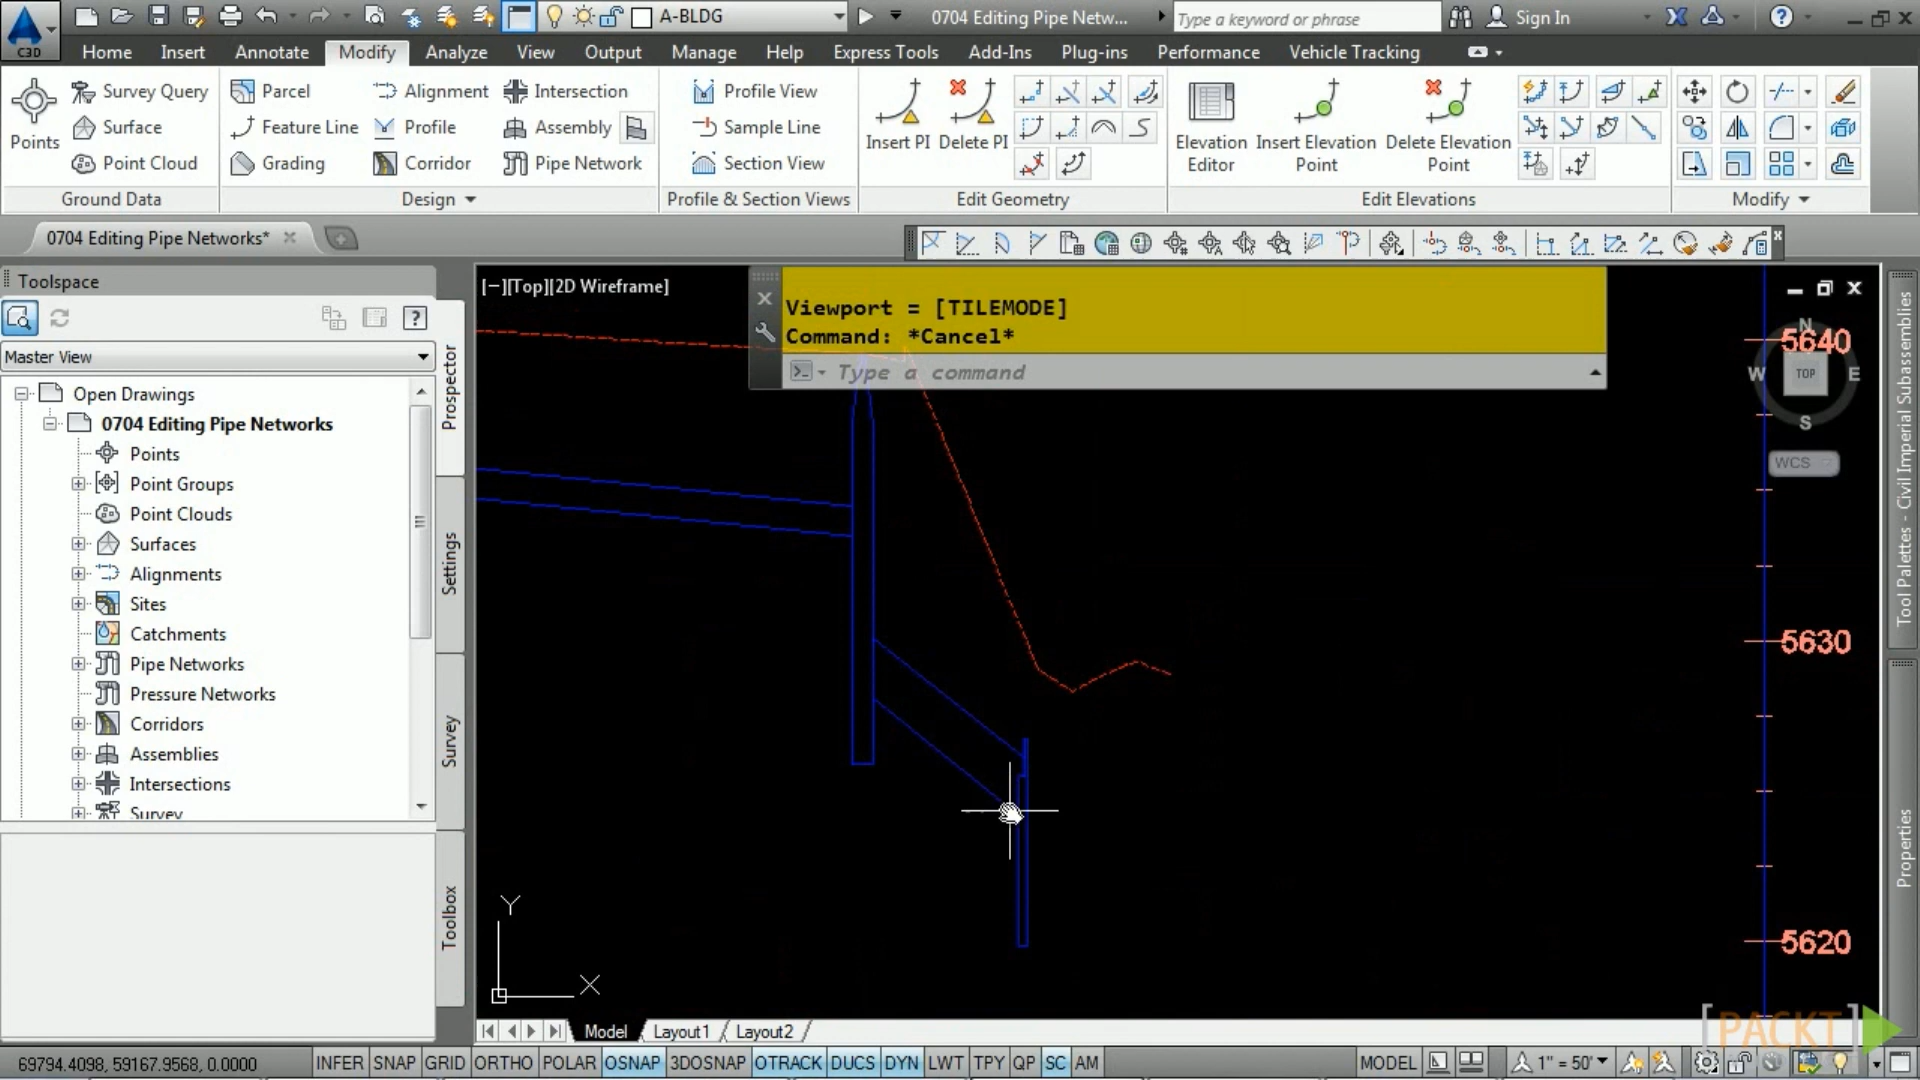 A-BLDG
0704 Editing Pipe Netw...
Type a keyword or phrase
Sign In
C3D
Home
Insert
Annotate
Modify
Analyze
View
Output
Manage
Help
Express Tools
Add-Ins
Plug-ins
Performance
Vehicle Tracking
Points
Survey Query
Surface
Point Cloud
Ground Data
Parcel
Feature Line
Grading
Alignment
Profile
Corridor
Intersection
Assembly
Pipe Network
Design
Profile View
Sample Line
Section View
Profile & Section Views
Insert PI
Delete PI
Edit Geometry
Elevation
Editor
Insert Elevation
Point
Delete Elevation
Point
Edit Elevations
Modify
0704 Editing Pipe Networks*
Toolspace
Master View
Open Drawings
0704 Editing Pipe Networks
Points
Point Groups
Point Clouds
Surfaces
Alignments
Sites
Catchments
Pipe Networks
Pressure Networks
Corridors
Assemblies
Intersections
Survey
Prospector
Settings
Survey
Toolbox
[−][Top][2D Wireframe]
Viewport = [TILEMODE]
Command: *Cancel*
Type a command
N
W
TOP
E
S
WCS
5640
5630
5620
Y
X
Tool Palettes - Civil Imperial Subassemblies
Properties
[PACKT]
Model
Layout1
Layout2
69794.4098, 59167.9568, 0.0000
INFER
SNAP
GRID
ORTHO
POLAR
OSNAP
3DOSNAP
OTRACK
DUCS
DYN
LWT
TPY
QP
SC
AM
MODEL
1" = 50'